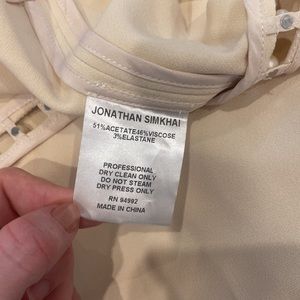 JONATHAN SIMKHAI
51%ACETATE46%VISCOSE
3%ELASTANE
PROFESSIONAL
DRY CLEAN ONLY
DO NOT STEAM
DRY PRESS ONLY
RN 94992
MADE IN CHINA